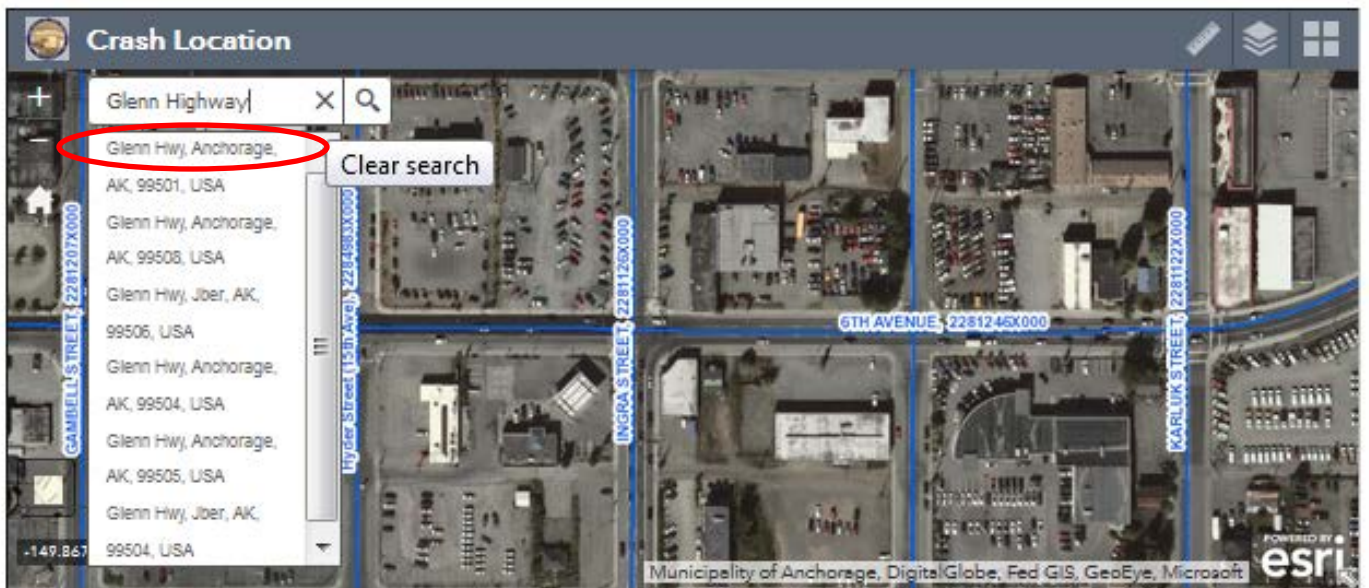 Crash Location
Glenn Highway
Glenn Hwy, Anchorage,
AK, 99501, USA
Glenn Hwy, Anchorage,
AK, 99508, USA
Glenn Hwy, Jber, AK,
99506, USA
Glenn Hwy, Anchorage,
AK, 99504, USA
Glenn Hwy, Anchorage,
AK, 99505, USA
Glenn Hwy, Jber, AK,
99504, USA
Clear search
GAMBELL STREET, 2281207X000
Hyder Street (15th Ave), 2284983X000
INGRA STREET, 2281126X000
6TH AVENUE, 2281246X000
KARLUK STREET, 2281122X000
-149.867
Municipality of Anchorage, DigitalGlobe, Fed GIS, GeoEye, Microsoft
POWERED BY
esri